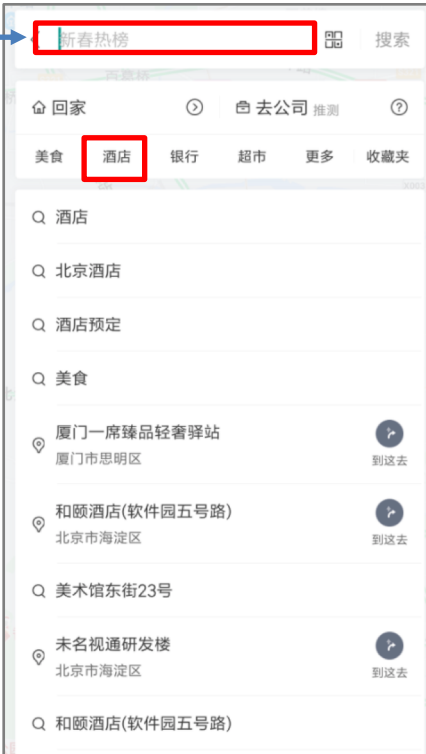 新春热榜 搜索
回家 去公司 推测
美食 酒店 银行 超市 更多 收藏夹
酒店
北京酒店
酒店预定
美食
厦门一席臻品轻奢驿站
厦门市思明区 到这去
和颐酒店(软件园五号路)
北京市海淀区 到这去
美术馆东街23号
未名视通研发楼
北京市海淀区 到这去
和颐酒店(软件园五号路)